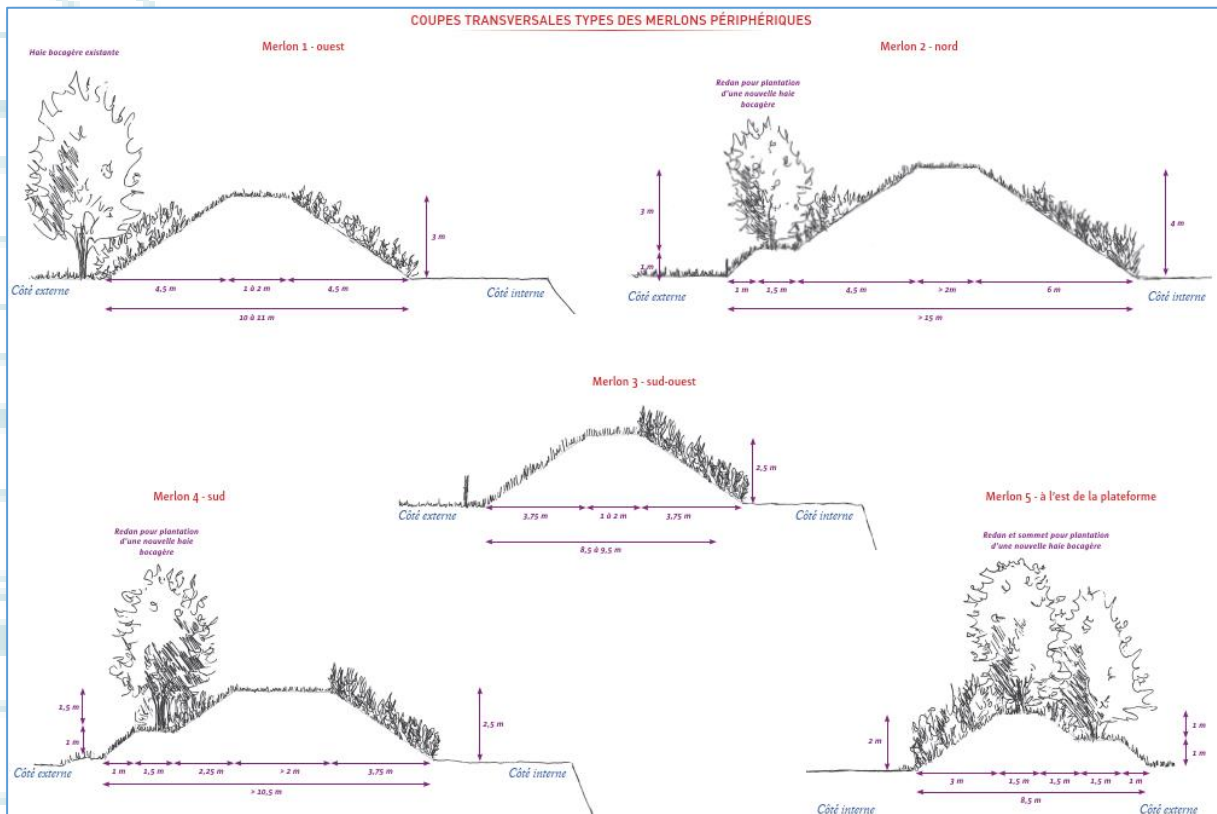 COUPES TRANSVERSALES TYPES DES MERLONS PÉRIPHÉRIQUES
Merlon 1 - ouest
Haie bocagère existante
3 m
4,5 m
1 à 2 m
4,5 m
Côté externe
Côté interne
10 à 11 m
Merlon 2 - nord
Redan pour plantation
d'une nouvelle haie
bocagère
3 m
1 m
4 m
1 m
1,5 m
4,5 m
> 2m
6 m
Côté externe
Côté interne
> 15 m
Merlon 3 - sud-ouest
2,5 m
Côté externe
3,75 m
1 à 2 m
3,75 m
Côté interne
8,5 à 9,5 m
Merlon 4 - sud
Redan pour plantation
d'une nouvelle haie
bocagère
1,5 m
1 m
2,5 m
Côté externe
1 m
1,5 m
2,25 m
> 2 m
3,75 m
Côté interne
> 10,5 m
Merlon 5 - à l'est de la plateforme
Redan et sommet pour plantation
d'une nouvelle haie bocagère
2 m
1 m
1 m
3 m
1,5 m
1,5 m
1,5 m
1 m
8,5 m
Côté interne
Côté externe